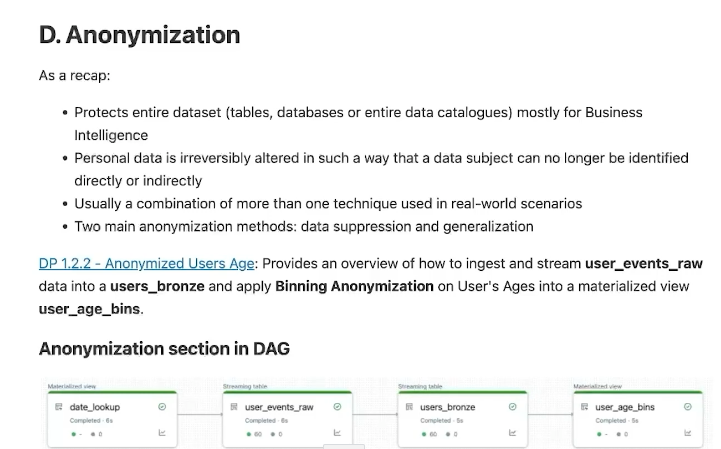 D. Anonymization
As a recap:
• Protects entire dataset (tables, databases or entire data catalogues) mostly for Business
Intelligence
• Personal data is irreversibly altered in such a way that a data subject can no longer be identified
directly or indirectly
• Usually a combination of more than one technique used in real-world scenarios
• Two main anonymization methods: data suppression and generalization
DP 1.2.2 - Anonymized Users Age: Provides an overview of how to ingest and stream user_events_raw
data into a users_bronze and apply Binning Anonymization on User's Ages into a materialized view
user_age_bins.
Anonymization section in DAG
Materialized view Streaming table Streaming table Materialized view
date_lookup user_events_raw users_bronze user_age_bins
Completed · 6s Completed · 6s Completed · 5s Completed · 5s
- 0 60 0 60 0 - 0